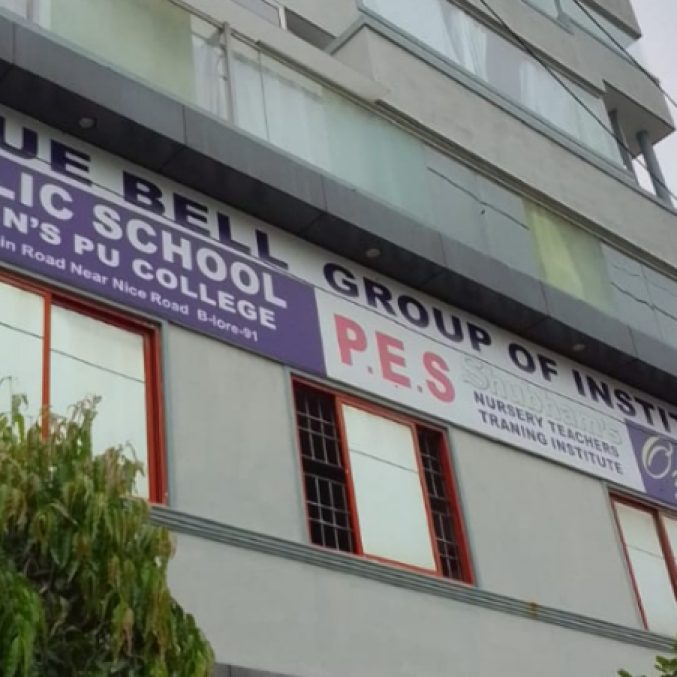 UE BELL GROUP OF INSTIT
LIC SCHOOL
N'S PU COLLEGE
in Road Near Nice Road B-lore-91
P.E.S
Shubham's
NURSERY TEACHERS
TRANING INSTITUTE